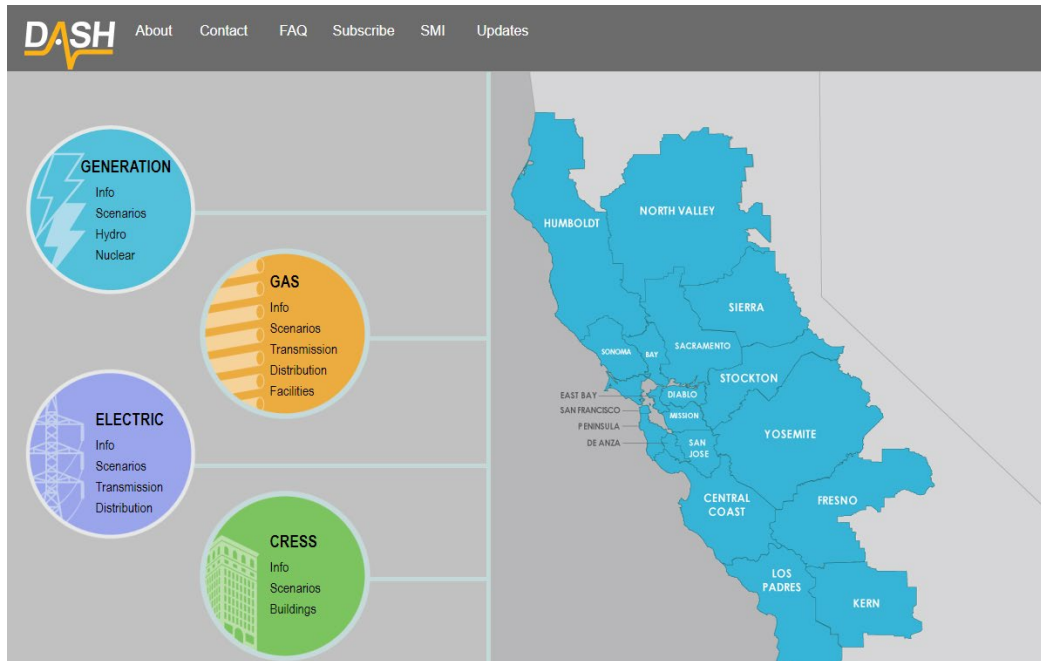 DASH
About Contact FAQ Subscribe SMI Updates
GENERATION
Info
Scenarios
Hydro
Nuclear
GAS
Info
Scenarios
Transmission
Distribution
Facilities
ELECTRIC
Info
Scenarios
Transmission
Distribution
CRESS
Info
Scenarios
Buildings
HUMBOLDT
NORTH VALLEY
SIERRA
SONOMA
BAY
SACRAMENTO
STOCKTON
EAST BAY
DIABLO
SAN FRANCISCO
MISSION
PENINSULA
DE ANZA
SAN
JOSE
YOSEMITE
CENTRAL
COAST
FRESNO
LOS
PADRES
KERN